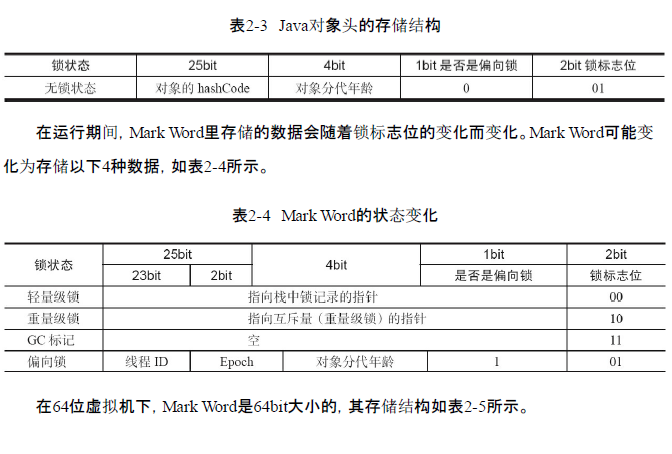 表2-3 Java对象头的存储结构
锁状态 25bit 4bit 1bit 是否是偏向锁 2bit 锁标志位
无锁状态 对象的 hashCode 对象分代年龄 0 01
在运行期间，Mark Word里存储的数据会随着锁标志位的变化而变化。Mark Word可能变
化为存储以下4种数据，如表2-4所示。
表2-4 Mark Word的状态变化
锁状态 25bit 4bit 1bit 2bit
23bit 2bit 是否是偏向锁 锁标志位
轻量级锁 指向栈中锁记录的指针 00
重量级锁 指向互斥量（重量级锁）的指针 10
GC 标记 空 11
偏向锁 线程 ID Epoch 对象分代年龄 1 01
在64位虚拟机下，Mark Word是64bit大小的，其存储结构如表2-5所示。